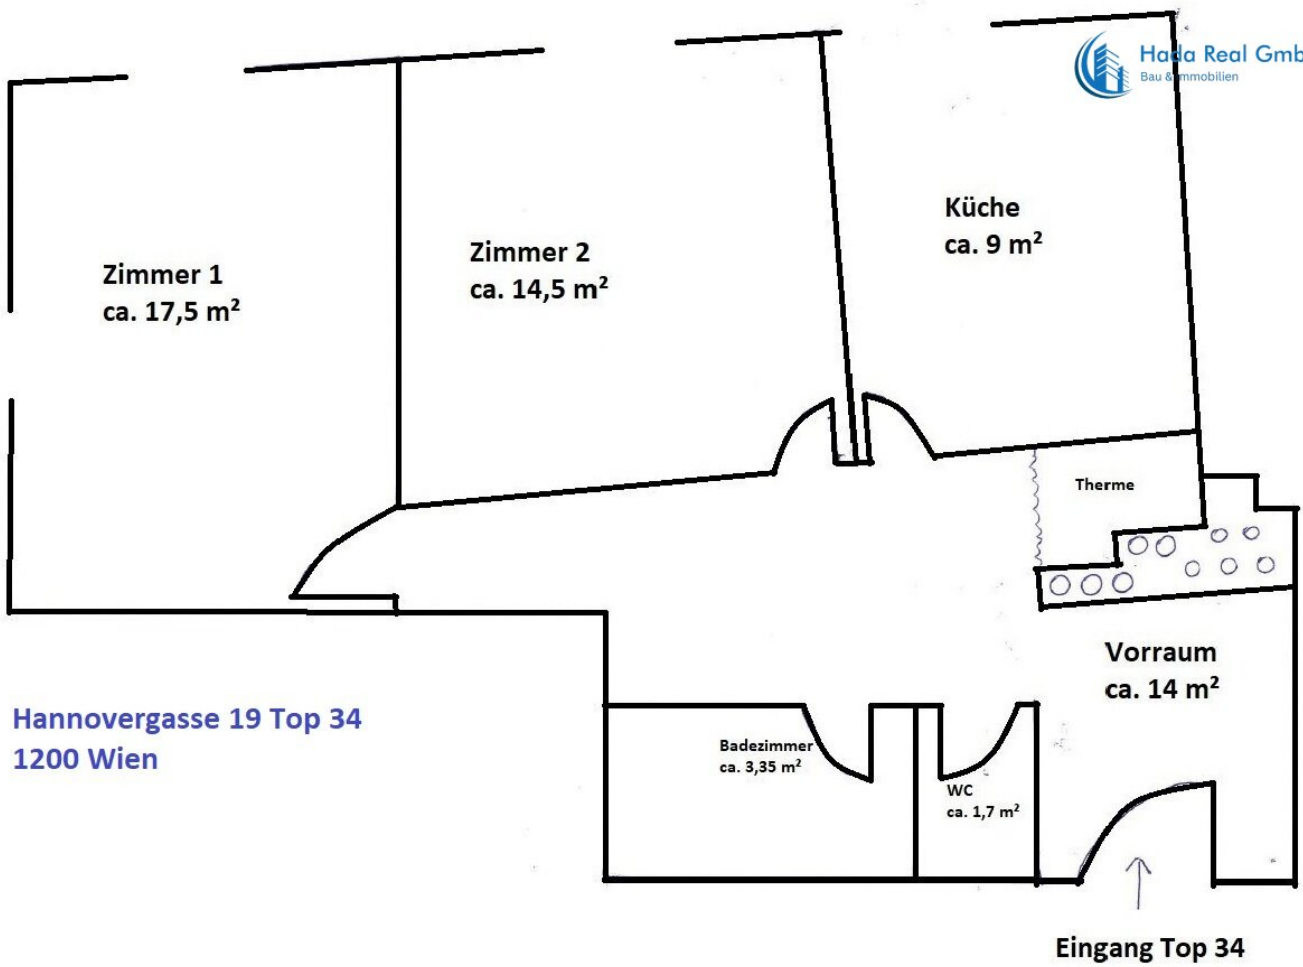 Hada Real Gmb
Bau & Immobilien
Küche
ca. 9 m²
Zimmer 2
ca. 14,5 m²
Zimmer 1
ca. 17,5 m²
Therme
Vorraum
ca. 14 m²
Hannovergasse 19 Top 34
1200 Wien
Badezimmer
ca. 3,35 m²
WC
ca. 1,7 m²
Eingang Top 34